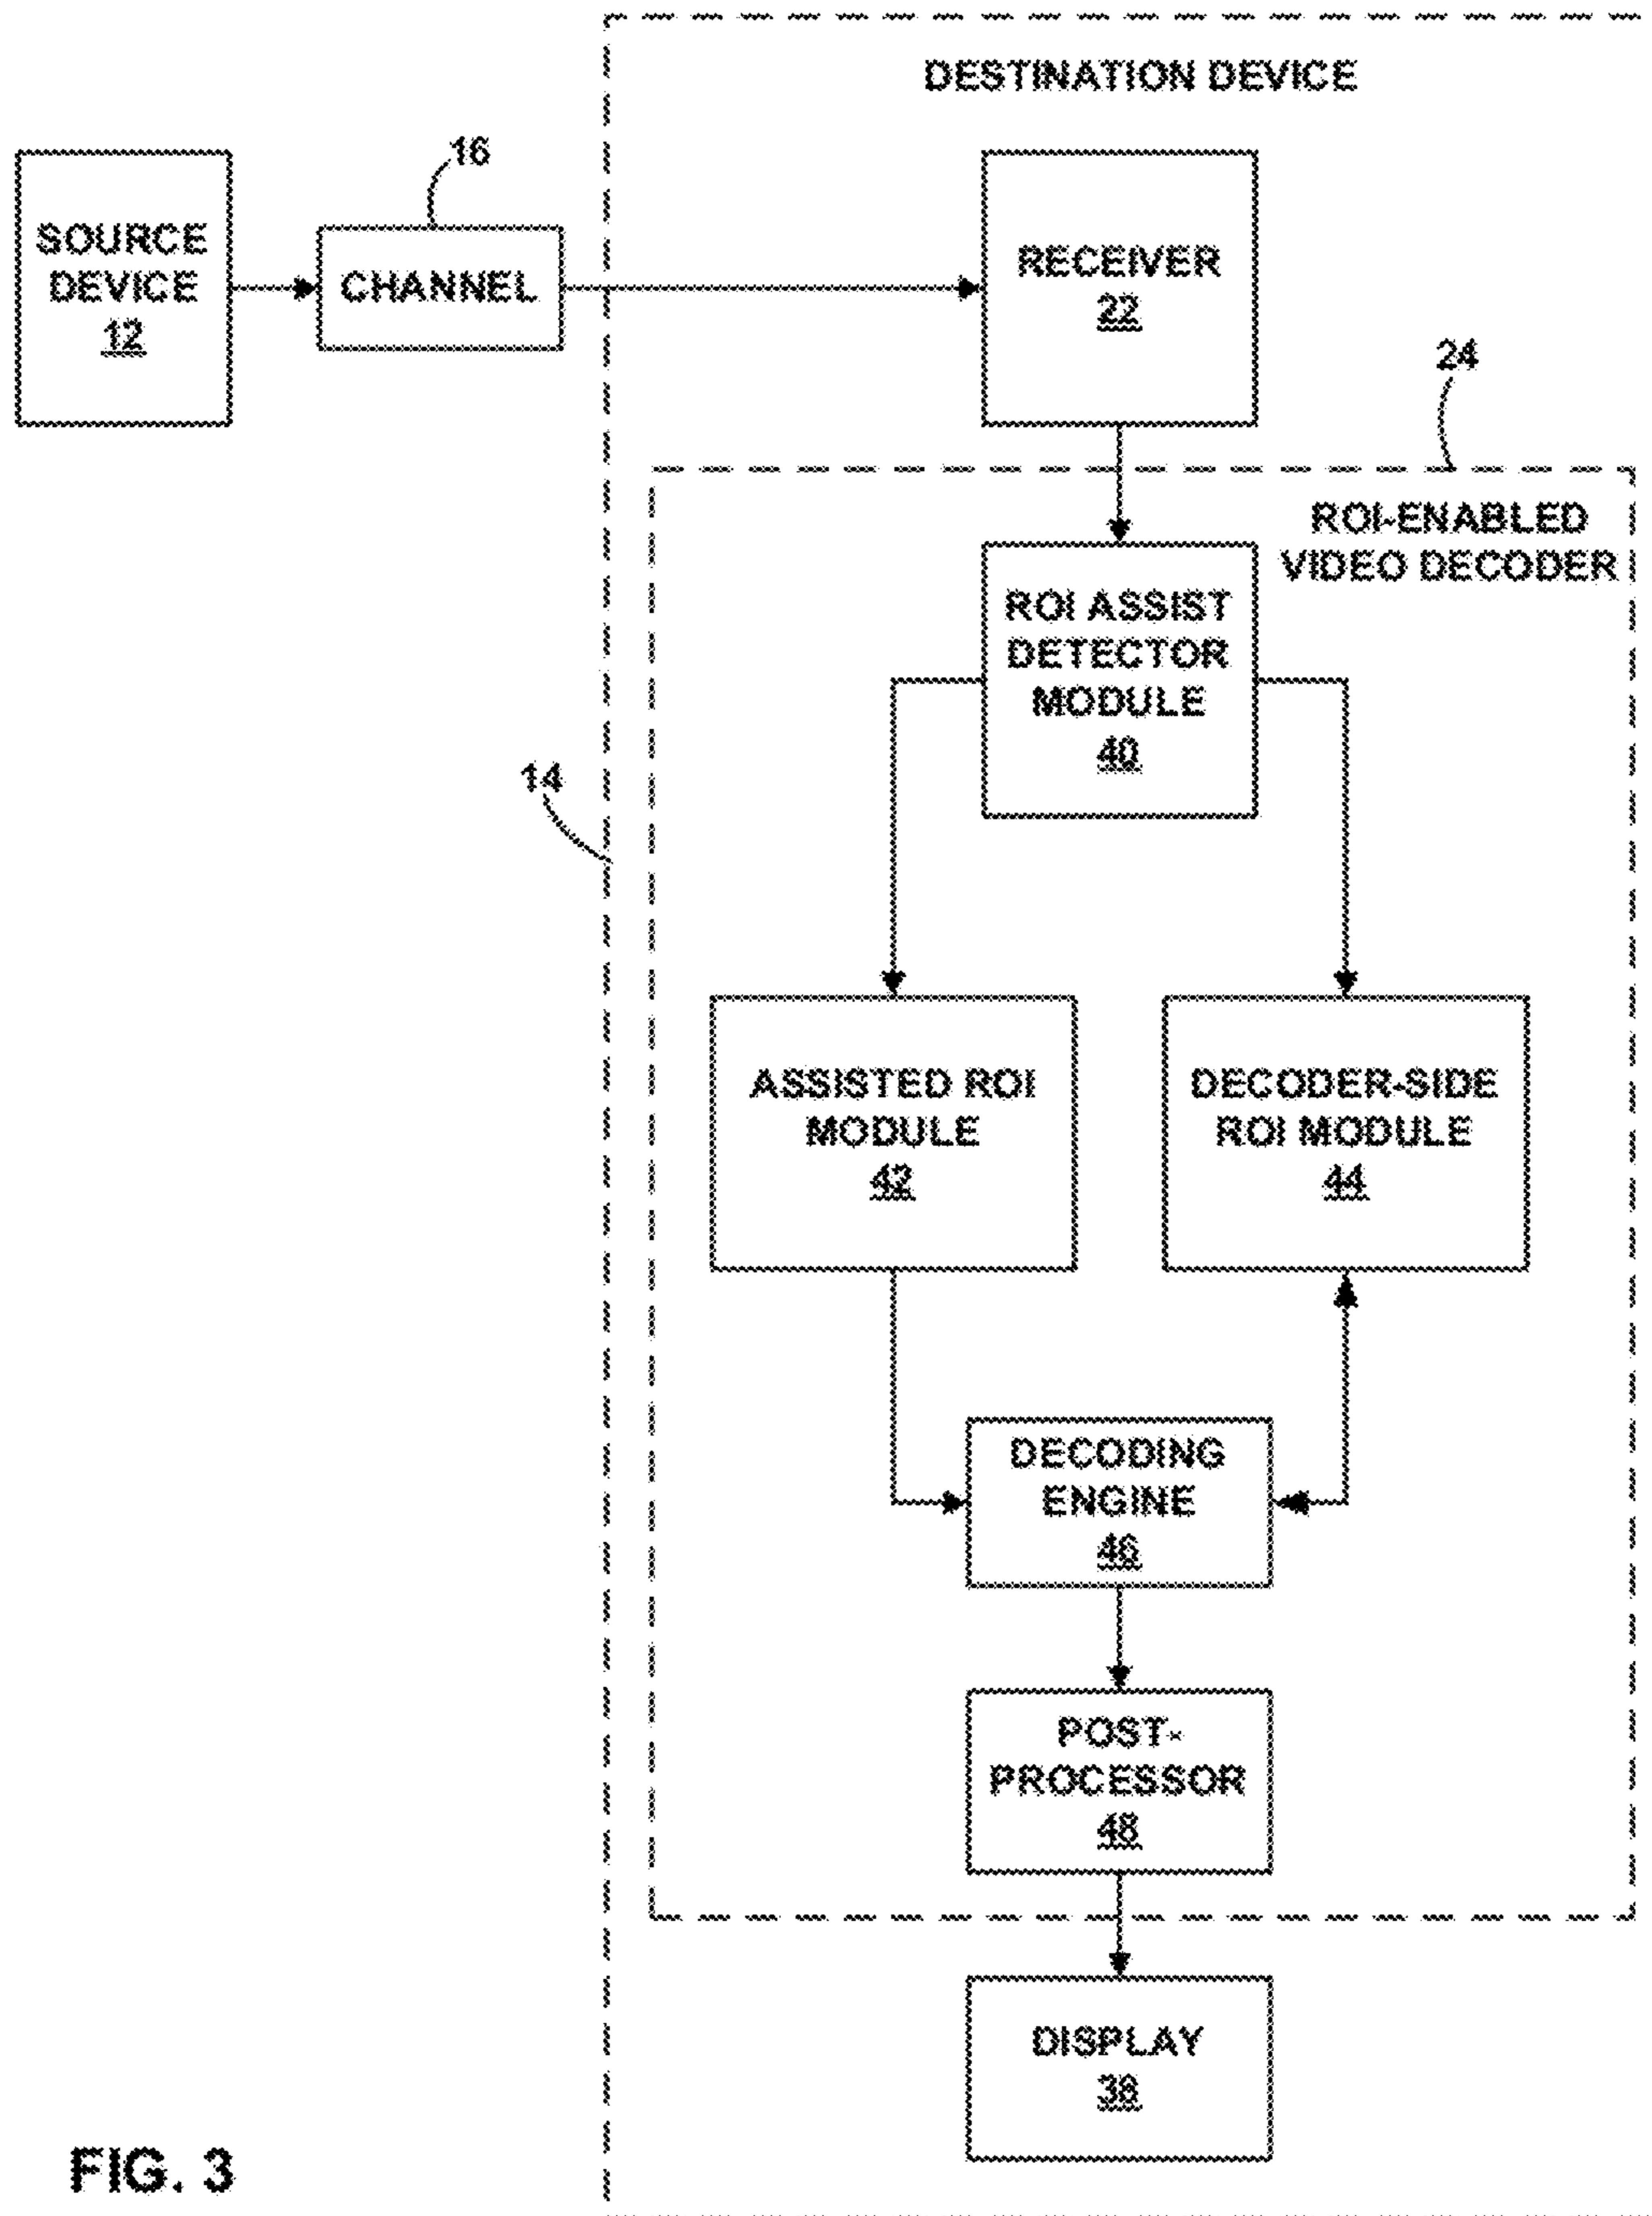 DESTINATION DEVICE
16
SOURCE
DEVICE
12
CHANNEL
RECEIVER
22
24
ROI-ENABLED
VIDEO DECODER
ROI ASSIST
DETECTOR
MODULE
40
14
ASSISTED ROI
MODULE
42
DECODER-SIDE
ROI MODULE
44
DECODING
ENGINE
46
POST-
PROCESSOR
48
DISPLAY
38
FIG. 3